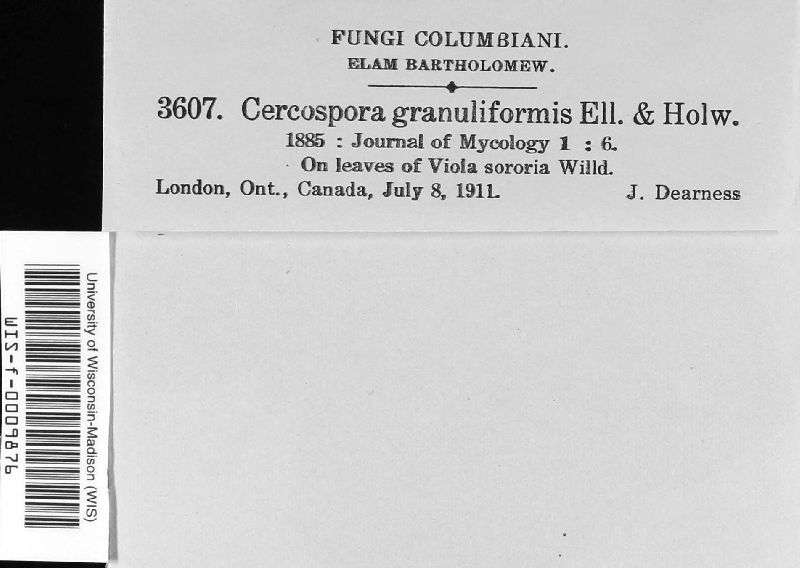 FUNGI COLUMBIANI.
ELAM BARTHOLOMEW.
3607. Cercospora granuliformis Ell. & Holw.
1885 : Journal of Mycology 1 : 6.
On leaves of Viola sororia Willd.
London, Ont., Canada, July 8, 1911. J. Dearness
University of Wisconsin-Madison (WIS)
WIS-f-0009876